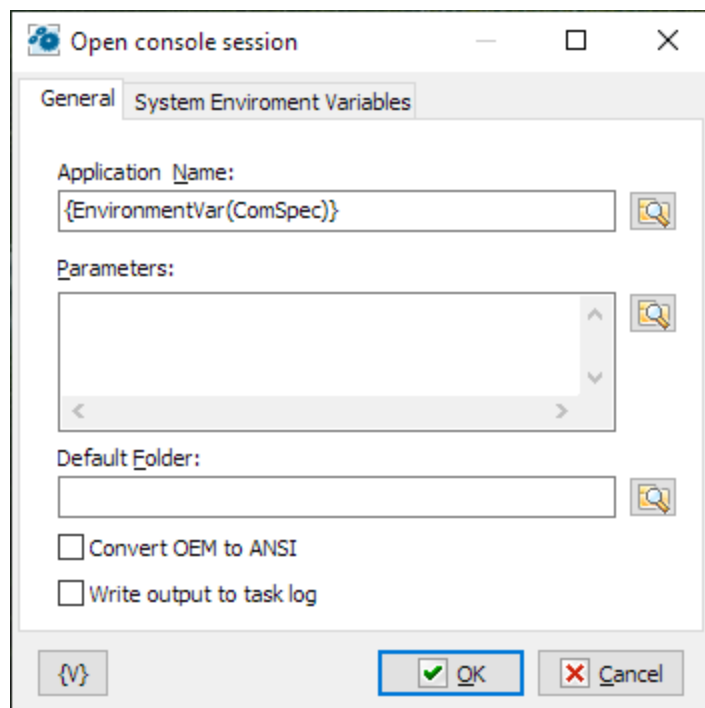 Open console session
General System Enviroment Variables
Application Name:
{EnvironmentVar(ComSpec)}
Parameters:
Default Folder:
Convert OEM to ANSI
Write output to task log
{V} OK Cancel